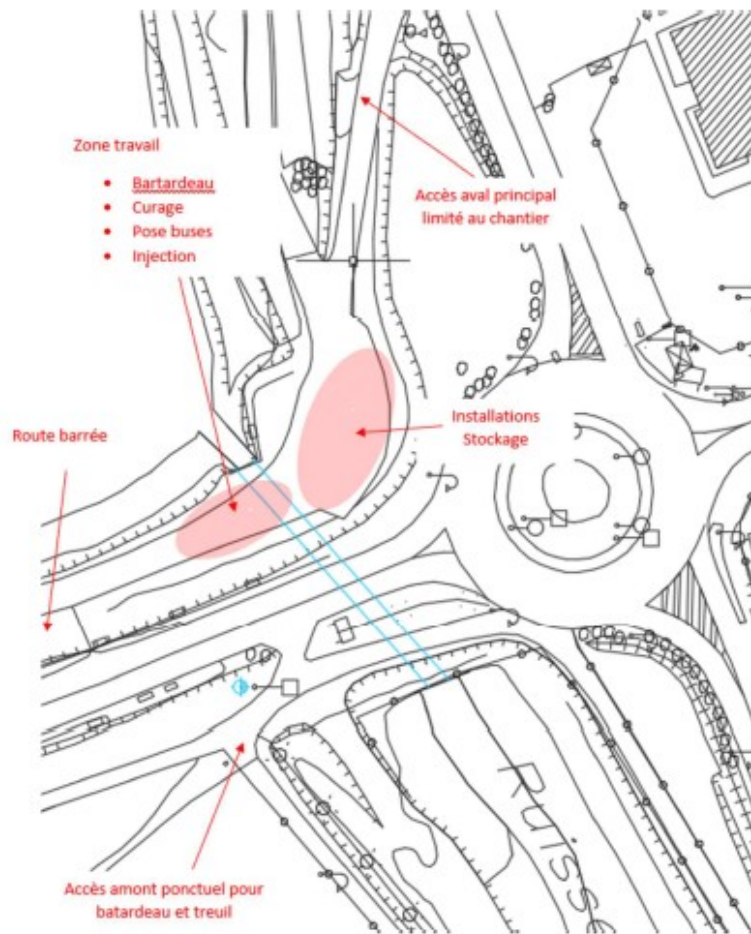 Zone travail
• Bartardeau
• Curage
• Pose buses
• Injection
Accès aval principal
limité au chantier
Installations
Stockage
Route barrée
Ruisse
Accès amont ponctuel pour
batardeau et treuil